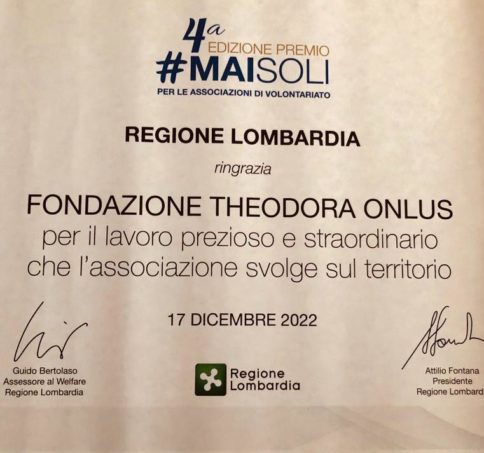 4a
EDIZIONE PREMIO
#MAISOLI
PER LE ASSOCIAZIONI DI VOLONTARIATO
REGIONE LOMBARDIA
ringrazia
FONDAZIONE THEODORA ONLUS
per il lavoro prezioso e straordinario
che l'associazione svolge sul territorio
17 DICEMBRE 2022
Guido Bertolaso
Assessore al Welfare
Regione Lombardia
Regione
Lombardia
Attilio Fontana
Presidente
Regione Lombard